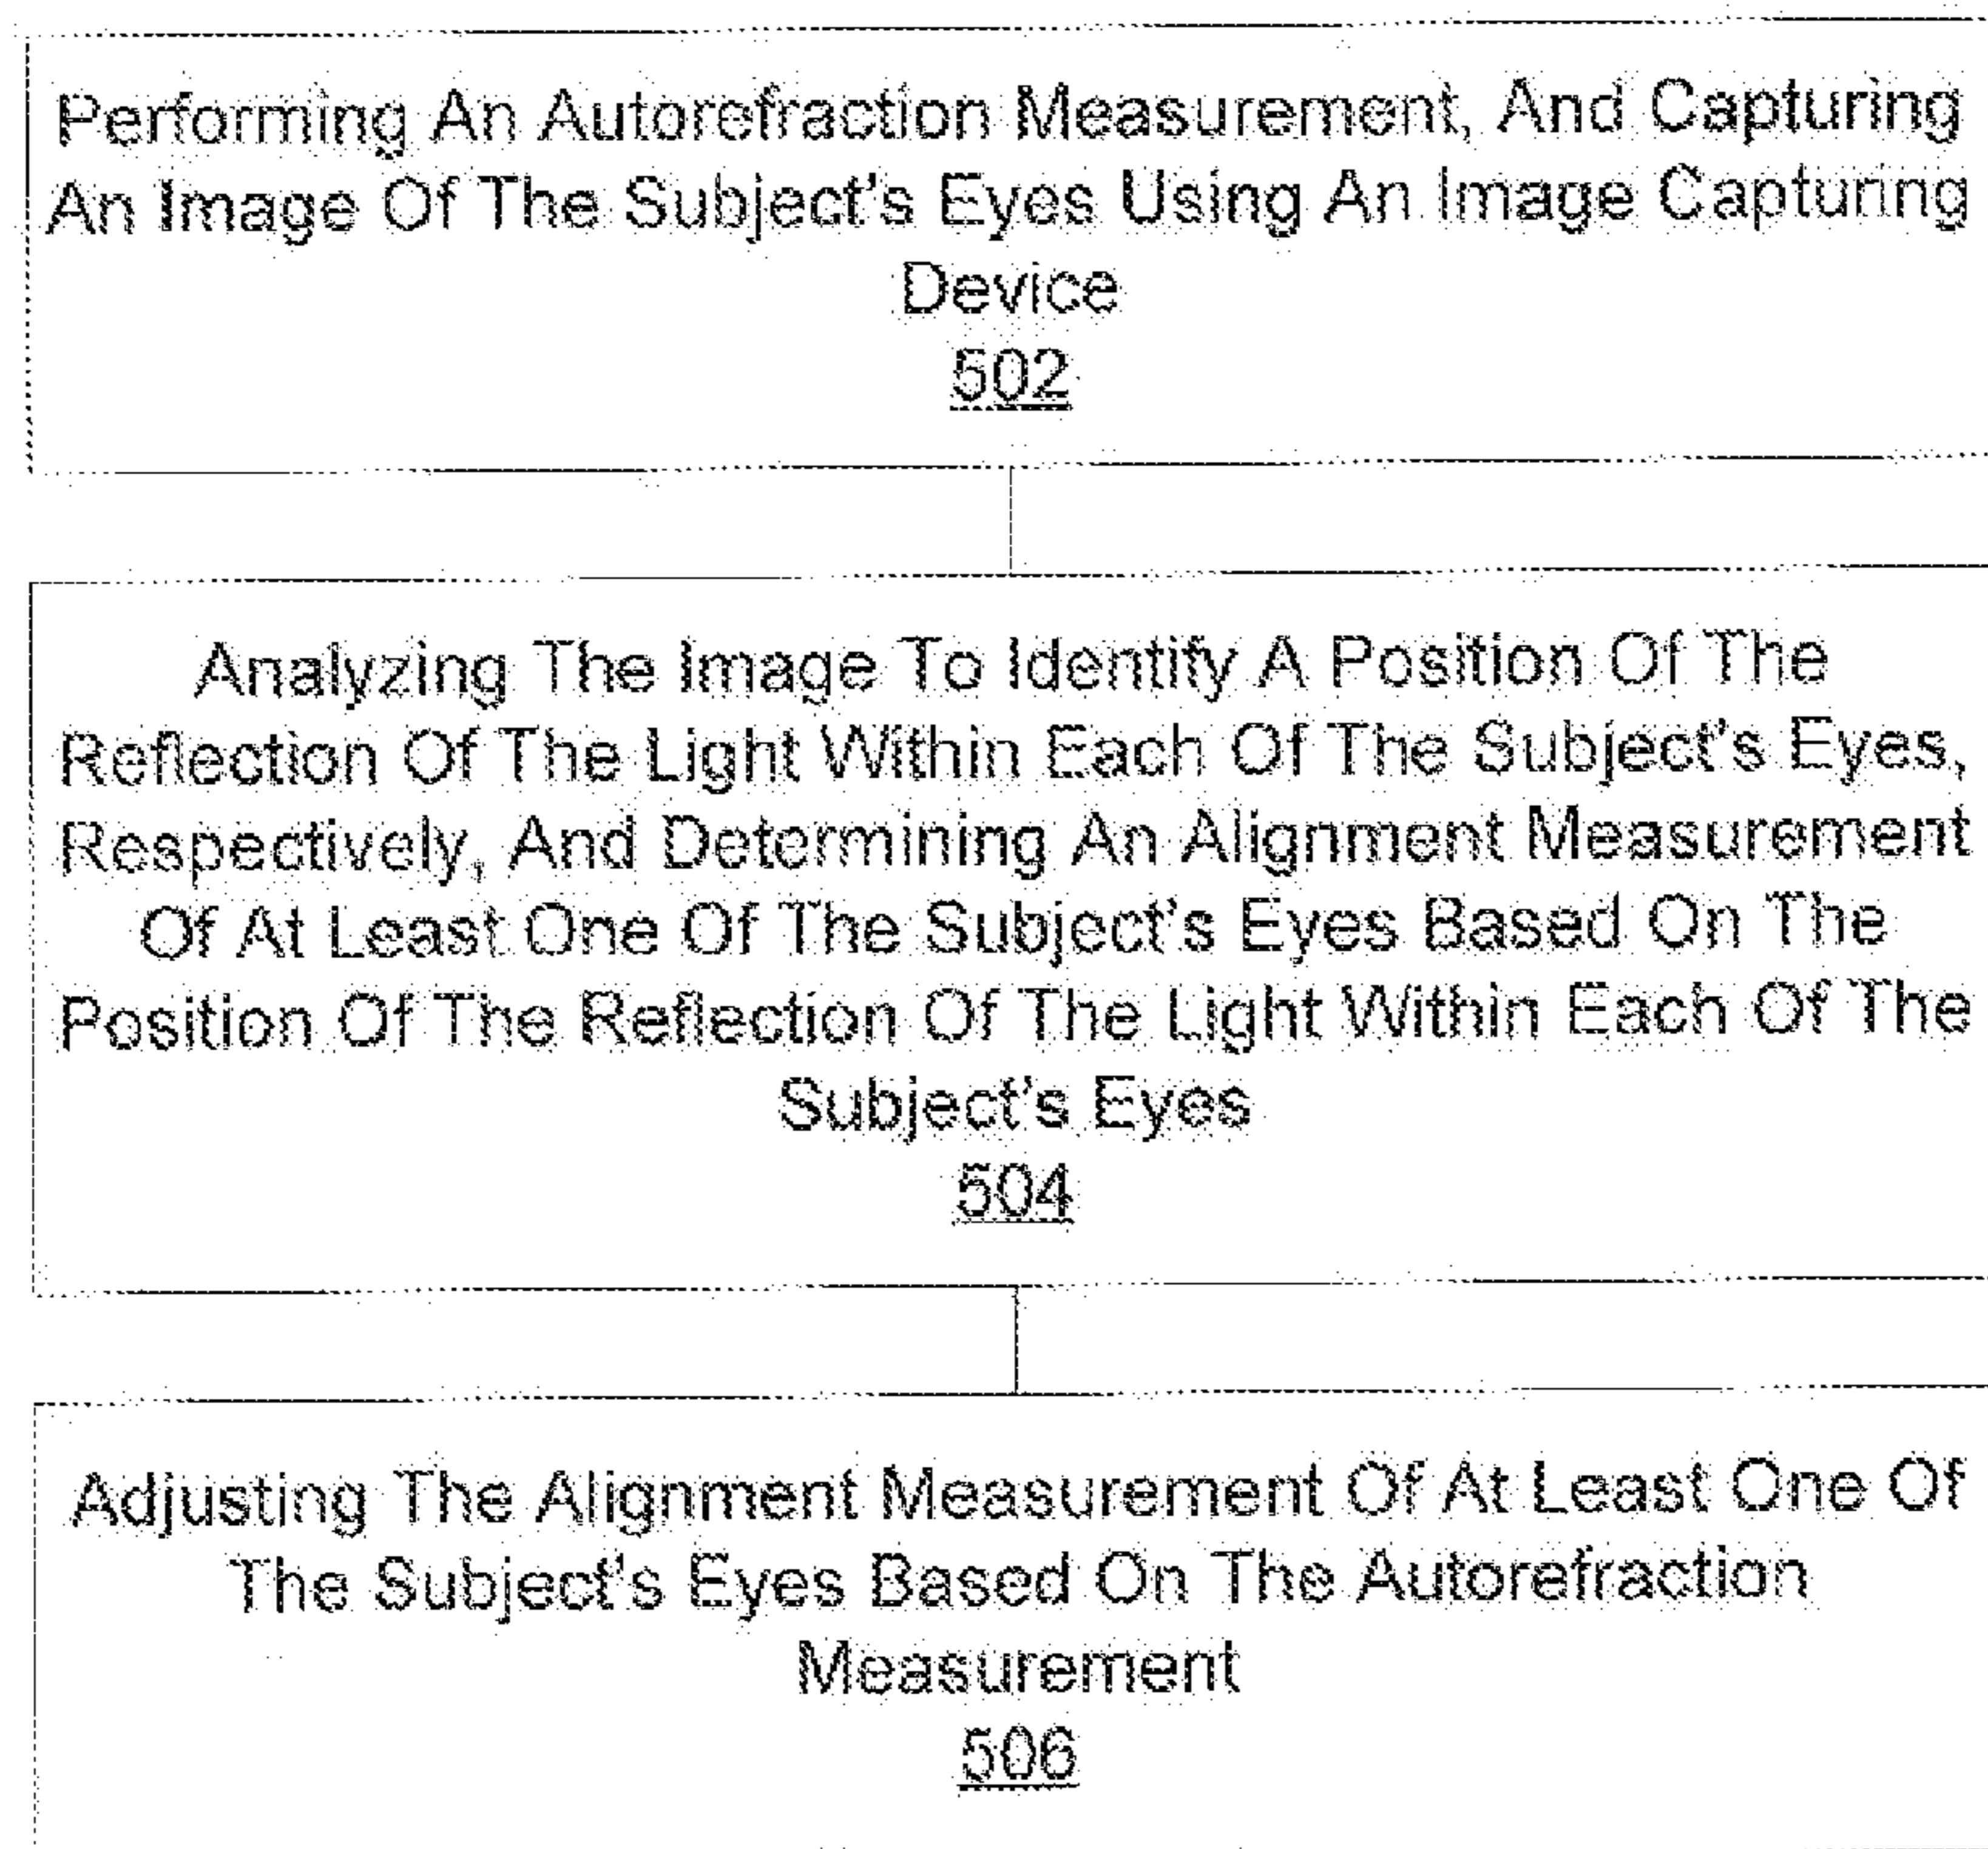 Performing An Autorefraction Measurement, And Capturing
An Image Of The Subject's Eyes Using An Image Capturing
Device
502
Analyzing The Image To Identify A Position Of The
Reflection Of The Light Within Each Of The Subject's Eyes,
Respectively, And Determining An Alignment Measurement
Of At Least One Of The Subject's Eyes Based On The
Position Of The Reflection Of The Light Within Each Of The
Subject's Eyes
504
Adjusting The Alignment Measurement Of At Least One Of
The Subject's Eyes Based On The Autorefraction
Measurement
506